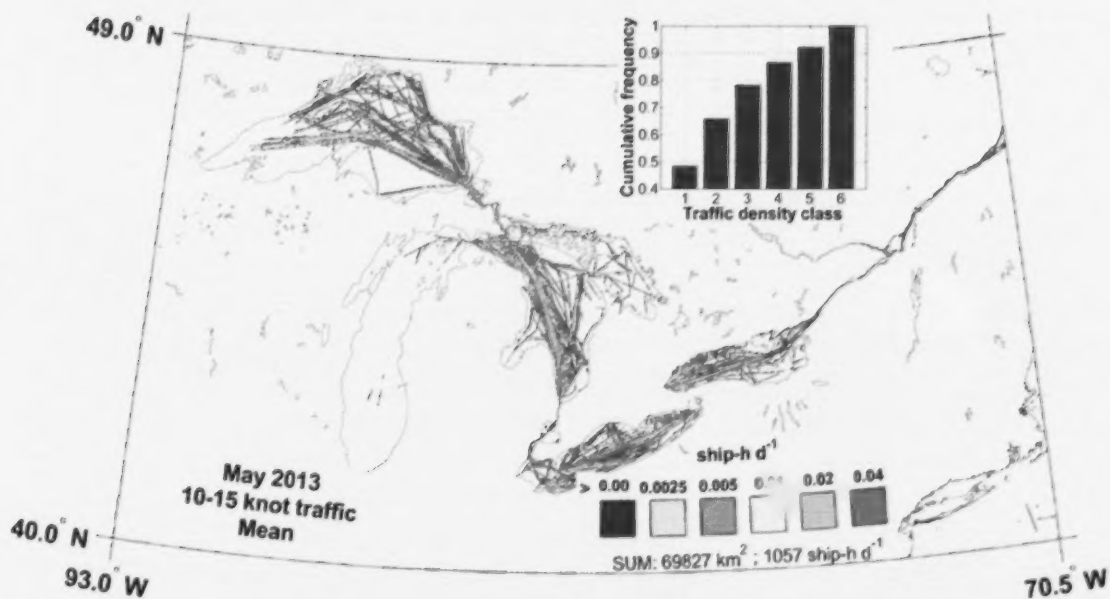 49.0° N
Cumulative frequency
1
0.9
0.8
0.7
0.6
0.5
0.4
1 2 3 4 5 6
Traffic density class
May 2013
10-15 knot traffic
Mean
ship-h d⁻¹
> 0.00 0.0025 0.005 0.02 0.04
SUM: 69827 km² ; 1057 ship-h d⁻¹
40.0° N
93.0° W
70.5° W